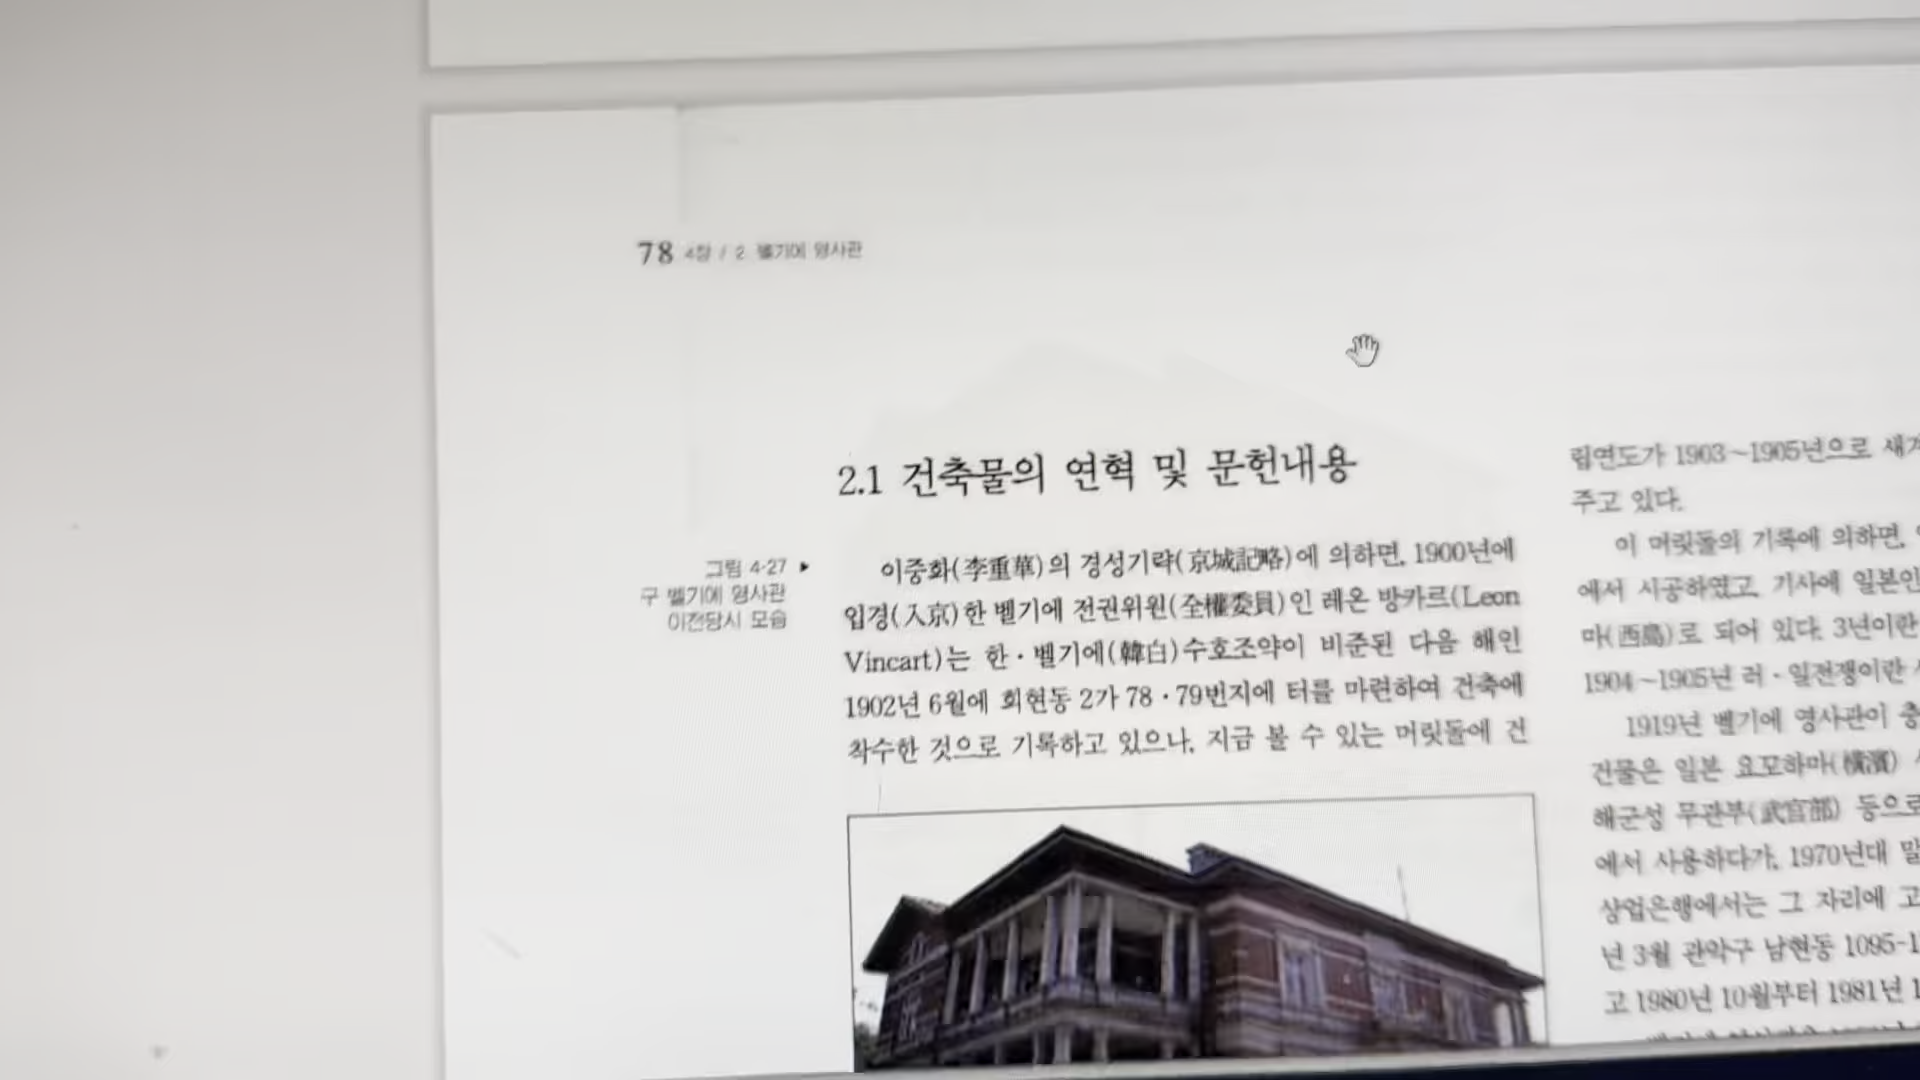 78 4장 / 2. 벨기에 영사관
2.1 건축물의 연혁 및 문헌내용
그림 4-27 ▶
구 벨기에 영사관
이전당시 모습
이중화(李重華)의 경성기략(京城記略)에 의하면, 1900년에
입경(入京)한 벨기에 전권위원(全權委員)인 레온 방카르(Leon
Vincart)는 한·벨기에(韓白)수호조약이 비준된 다음 해인
1902년 6월에 회현동 2가 78·79번지에 터를 마련하여 건축에
착수한 것으로 기록하고 있으나, 지금 볼 수 있는 머릿돌에 건
립연도가 1903~1905년으로
주고 있다.
이 머릿돌의 기록에 의하면,
에서 시공하였고, 기사에 일본인
마(西島)로 되어 있다. 3년이란
1904~1905년 러·일전쟁이란
1919년 벨기에 영사관이 충
건물은 일본 요꼬하마(橫濱)
해군성 무관부(武官部) 등으로
에서 사용하다가, 1970년대 말
상업은행에서는 그 자리에 고
년 3월 관악구 남현동 1095-1
고 1980년 10월부터 1981년 1